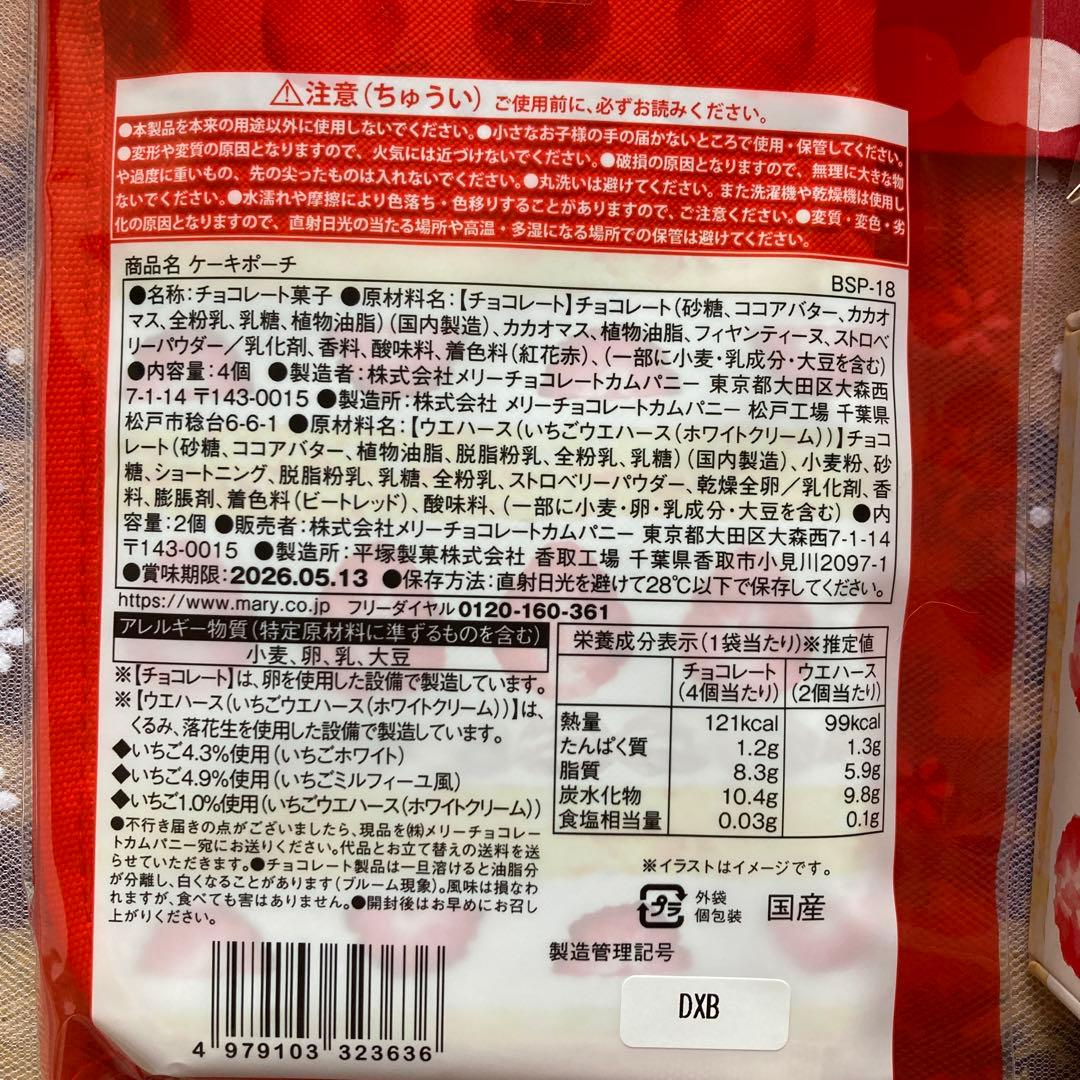 ⚠注意(ちゅうい) ご使用前に、必ずお読みください。
●本製品を本来の用途以外に使用しないでください。●小さなお子様の手の届かないところで使用・保管してください。
●変形や変質の原因となりますので、火気には近づけないでください。●破損の原因となりますので、無理に大きな物
や過度に重いもの、先の尖ったものは入れないでください。●丸洗いは避けてください。また洗濯機や乾燥機は使用し
ないでください。●水濡れや摩擦により色落ち・色移りすることがありますので、ご注意ください。●変質・変色・劣
化の原因となりますので、直射日光の当たる場所や高温・多湿になる場所での保管は避けてください。
商品名 ケーキポーチ
BSP-18
●名称:チョコレート菓子 ●原材料名:【チョコレート】チョコレート(砂糖、ココアバター、カカオ
マス、全粉乳、乳糖、植物油脂)(国内製造)、カカオマス、植物油脂、フィヤンティーヌ、ストロベ
リーパウダー/乳化剤、香料、酸味料、着色料(紅花赤)、(一部に小麦・乳成分・大豆を含む)
●内容量:4個 ●製造者:株式会社メリーチョコレートカムパニー 東京都大田区大森西
7-1-14 〒143-0015 ●製造所:株式会社 メリーチョコレートカムパニー 松戸工場 千葉県
松戸市稔台6-6-1 ●原材料名:【ウエハース(いちごウエハース(ホワイトクリーム))】チョコ
レート(砂糖、ココアバター、植物油脂、脱脂粉乳、全粉乳、乳糖)(国内製造)、小麦粉、砂
糖、ショートニング、脱脂粉乳、乳糖、全粉乳、ストロベリーパウダー、乾燥全卵/乳化剤、香
料、膨脹剤、着色料(ビートレッド)、酸味料、(一部に小麦・卵・乳成分・大豆を含む) ●内
容量:2個 ●販売者:株式会社メリーチョコレートカムパニー 東京都大田区大森西7-1-14
〒143-0015 ●製造所:平塚製菓株式会社 香取工場 千葉県香取市小見川2097-1
●賞味期限:2026.05.13 ●保存方法:直射日光を避けて28℃以下で保存してください。
https://www.mary.co.jp フリーダイヤル0120-160-361
アレルギー物質(特定原材料に準ずるものを含む)
小麦、卵、乳、大豆
※【チョコレート】は、卵を使用した設備で製造しています。
※【ウエハース(いちごウエハース(ホワイトクリーム))】は、
くるみ、落花生を使用した設備で製造しています。
◆いちご4.3%使用(いちごホワイト)
◆いちご4.9%使用(いちごミルフィーユ風)
◆いちご1.0%使用(いちごウエハース(ホワイトクリーム))
●不行き届きの点がございましたら、現品を㈱メリーチョコレー
トカムパニー宛にお送りください。代品とお立て替えの送料を送
らせていただきます。●チョコレート製品は一旦溶けると油脂分
が分離し、白くなることがあります(ブルーム現象)。風味は損なわ
れますが、食べても害はありません。●開封後はお早めにお召し
上がりください。
栄養成分表示(1袋当たり)※推定値
チョコレート(4個当たり) ウエハース(2個当たり)
熱量 121kcal 99kcal
たんぱく質 1.2g 1.3g
脂質 8.3g 5.9g
炭水化物 10.4g 9.8g
食塩相当量 0.03g 0.1g
※イラストはイメージです。
プラ 外袋 個包装 国産
製造管理記号
DXB
4 979103 323636